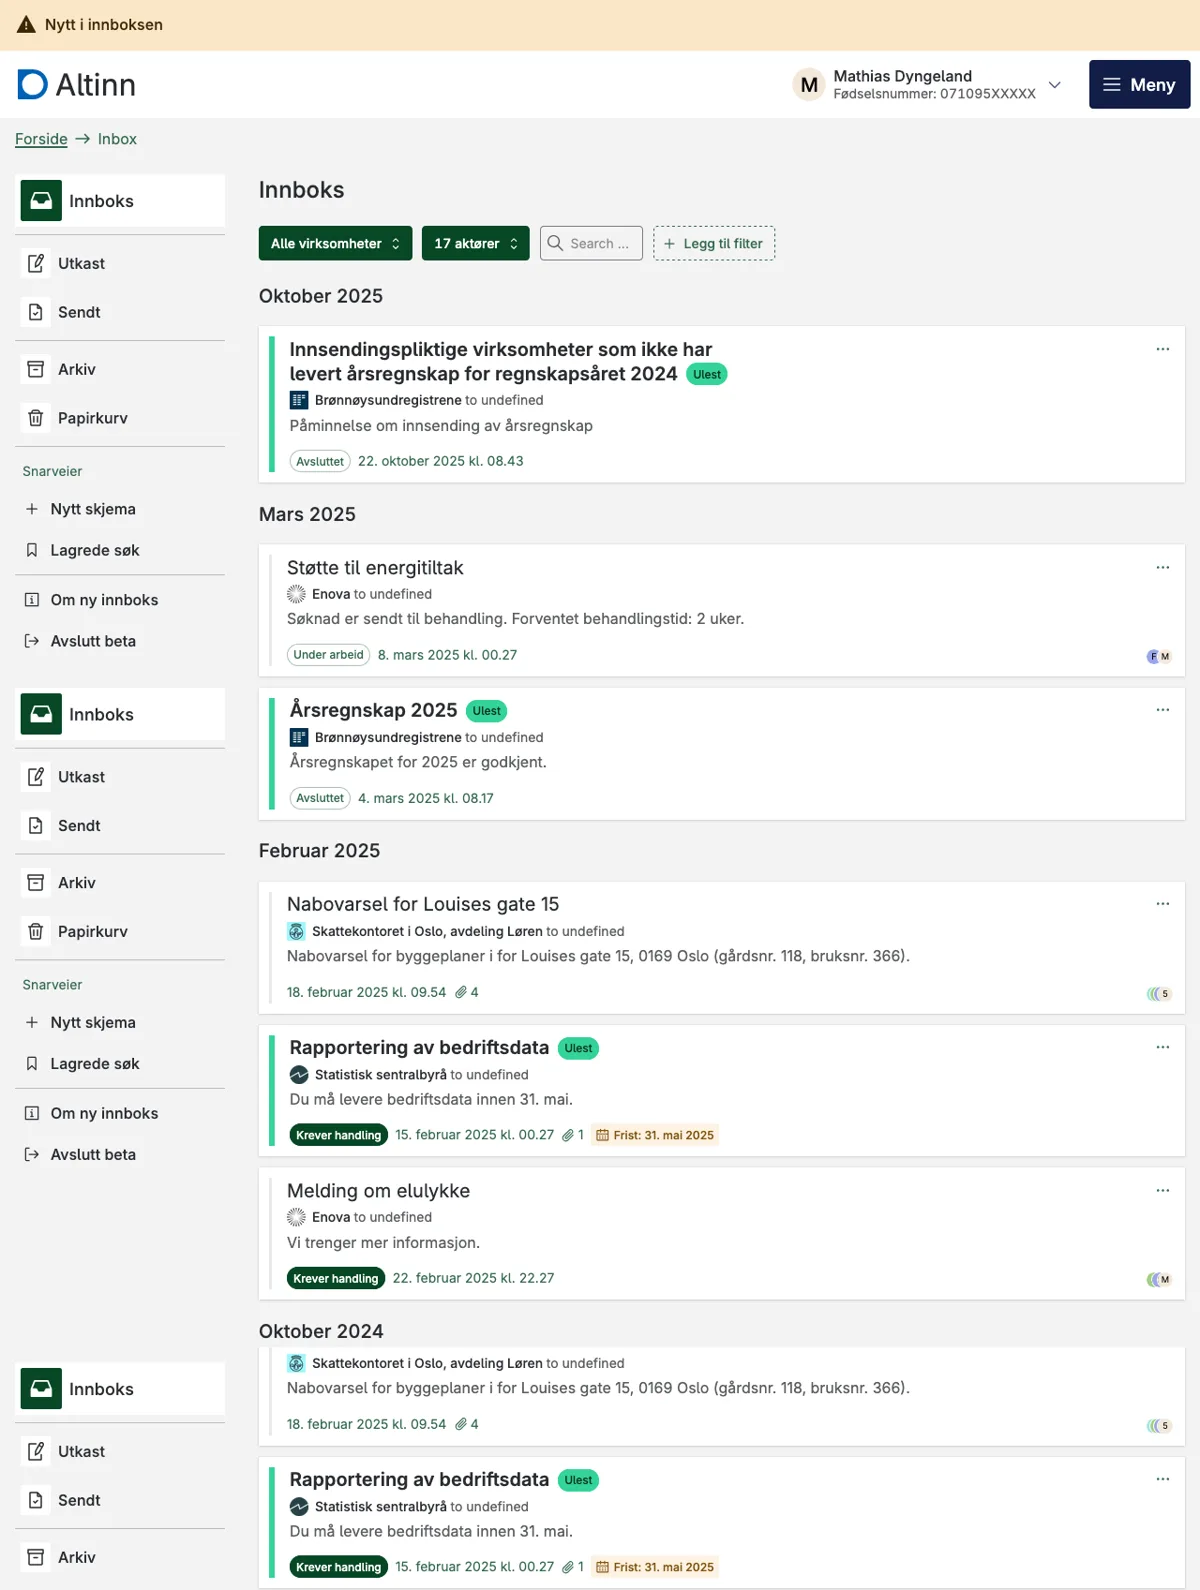 Nytt i innboksen
Altinn
M
Mathias Dyngeland
Fødselsnummer: 071095XXXXX
Meny
Forside → Inbox
Innboks
Utkast
Sendt
Arkiv
Papirkurv
Snarveier
Nytt skjema
Lagrede søk
Om ny innboks
Avslutt beta
Innboks
Utkast
Sendt
Arkiv
Papirkurv
Snarveier
Nytt skjema
Lagrede søk
Om ny innboks
Avslutt beta
Innboks
Utkast
Sendt
Arkiv
Innboks
Alle virksomheter
17 aktører
Search ...
Legg til filter
Oktober 2025
Innsendingspliktige virksomheter som ikke har
levert årsregnskap for regnskapsåret 2024 Ulest
Brønnøysundregistrene to undefined
Påminnelse om innsending av årsregnskap
Avsluttet 22. oktober 2025 kl. 08.43
Mars 2025
Støtte til energitiltak
Enova to undefined
Søknad er sendt til behandling. Forventet behandlingstid: 2 uker.
Under arbeid 8. mars 2025 kl. 00.27
F M
Årsregnskap 2025 Ulest
Brønnøysundregistrene to undefined
Årsregnskapet for 2025 er godkjent.
Avsluttet 4. mars 2025 kl. 08.17
Februar 2025
Nabovarsel for Louises gate 15
Skattekontoret i Oslo, avdeling Løren to undefined
Nabovarsel for byggeplaner i for Louises gate 15, 0169 Oslo (gårdsnr. 118, bruksnr. 366).
18. februar 2025 kl. 09.54 4
5
Rapportering av bedriftsdata Ulest
Statistisk sentralbyrå to undefined
Du må levere bedriftsdata innen 31. mai.
Krever handling 15. februar 2025 kl. 00.27 1 Frist: 31. mai 2025
Melding om elulykke
Enova to undefined
Vi trenger mer informasjon.
Krever handling 22. februar 2025 kl. 22.27
M
Oktober 2024
Skattekontoret i Oslo, avdeling Løren to undefined
Nabovarsel for byggeplaner i for Louises gate 15, 0169 Oslo (gårdsnr. 118, bruksnr. 366).
18. februar 2025 kl. 09.54 4
5
Rapportering av bedriftsdata Ulest
Statistisk sentralbyrå to undefined
Du må levere bedriftsdata innen 31. mai.
Krever handling 15. februar 2025 kl. 00.27 1 Frist: 31. mai 2025